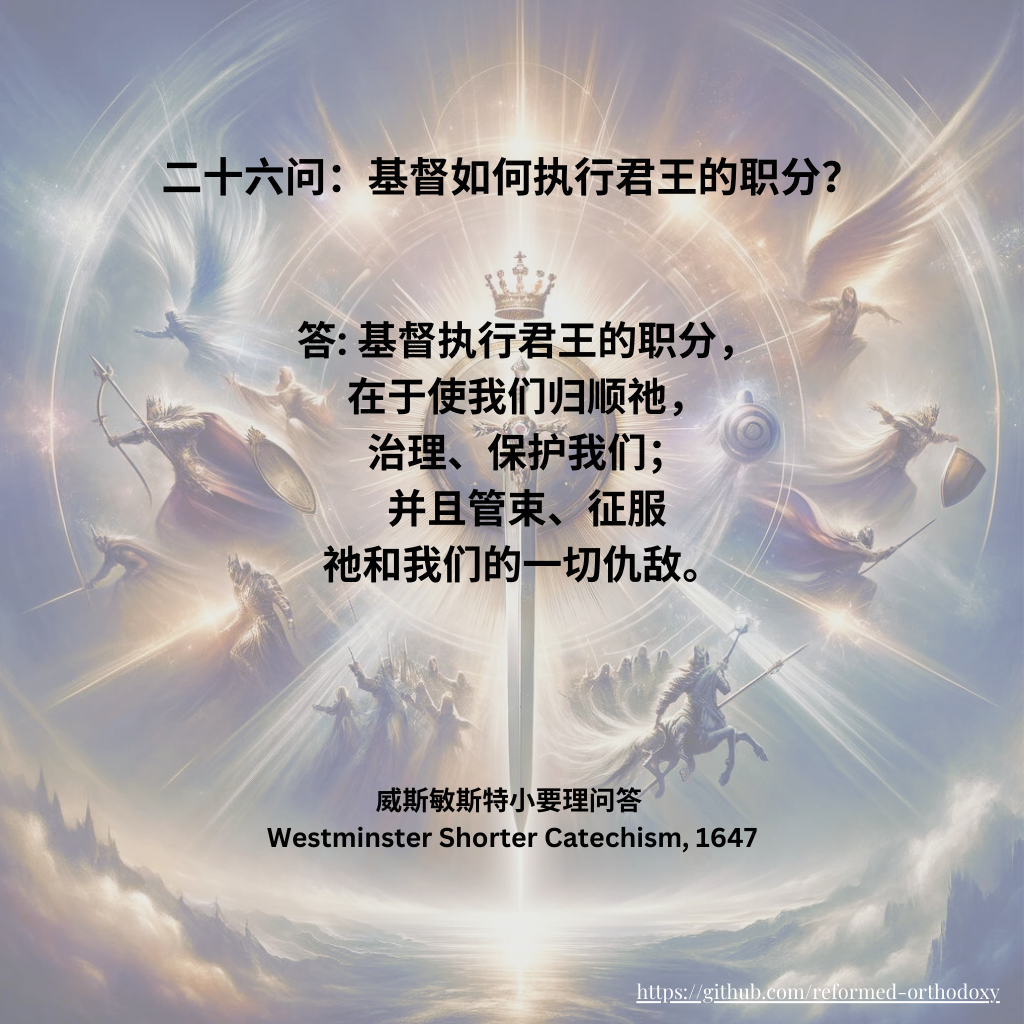 二十六问：基督如何执行君王的职分？
答: 基督执行君王的职分，
在于使我们归顺祂，
治理、保护我们；
并且管束、征服
祂和我们的一切仇敌。
威斯敏斯特小要理问答
Westminster Shorter Catechism, 1647
https://github.com/reformed-orthodoxy